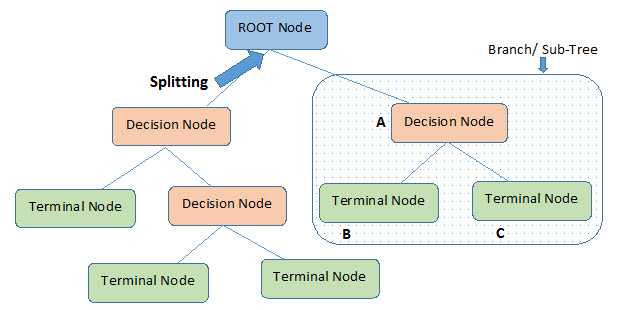 ROOT Node
Branch/ Sub-Tree
Splitting
Decision Node
A
Decision Node
Terminal Node
Decision Node
Terminal Node
Terminal Node
B
C
Terminal Node
Terminal Node